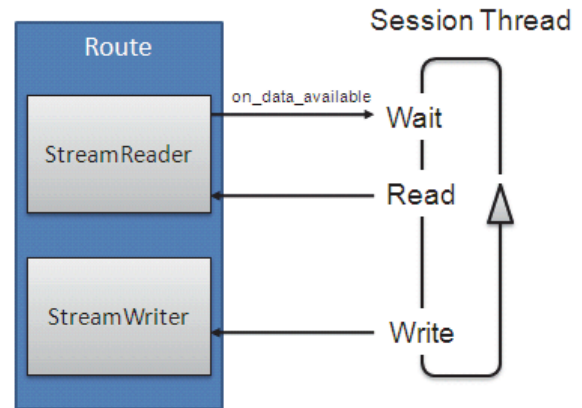 Session Thread
Route
on_data_available
Wait
StreamReader
Read
StreamWriter
Write